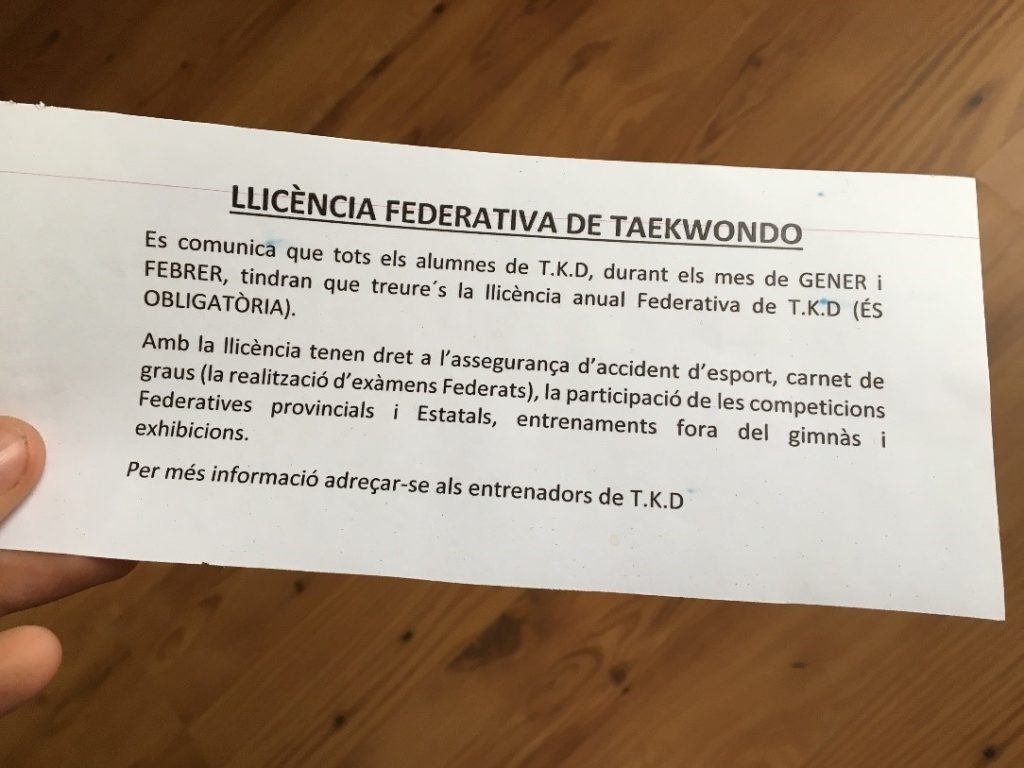 LLICÈNCIA FEDERATIVA DE TAEKWONDO
Es comunica que tots els alumnes de T.K.D, durant els mes de GENER i
FEBRER, tindran que treure´s la llicència anual Federativa de T.K.D (ÉS
OBLIGATÒRIA).
Amb la llicència tenen dret a l’assegurança d’accident d’esport, carnet de
graus (la realització d’exàmens Federats), la participació de les competicions
Federatives provincials i Estatals, entrenaments fora del gimnàs i
exhibicions.
Per més informació adreçar-se als entrenadors de T.K.D